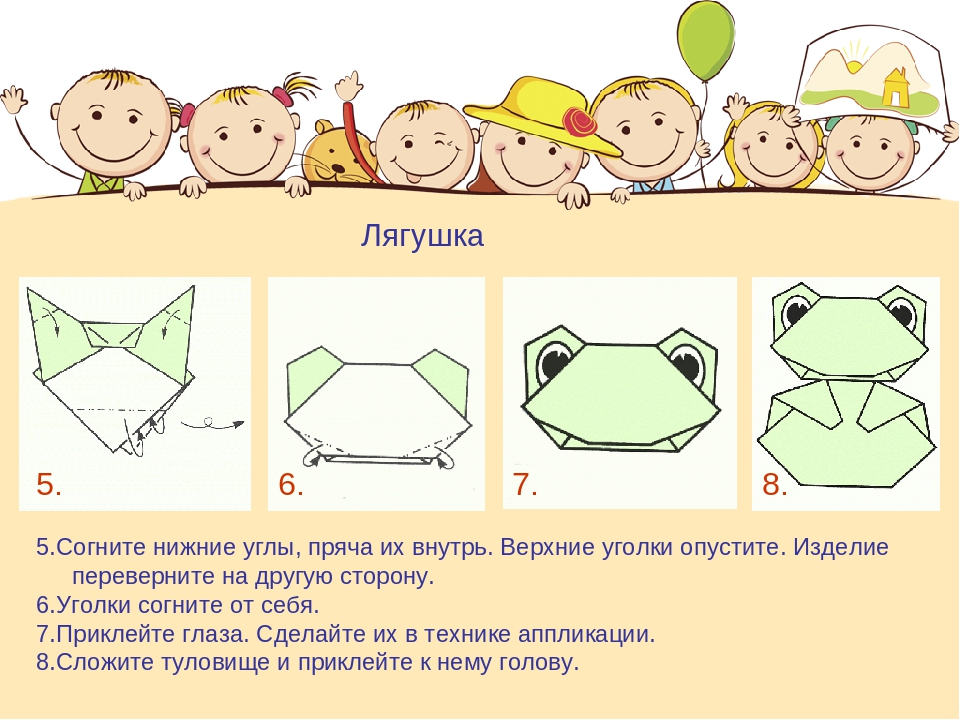 Лягушка
5.
6.
7.
8.
5.Согните нижние углы, пряча их внутрь. Верхние уголки опустите. Изделие
переверните на другую сторону.
6.Уголки согните от себя.
7.Приклейте глаза. Сделайте их в технике аппликации.
8.Сложите туловище и приклейте к нему голову.